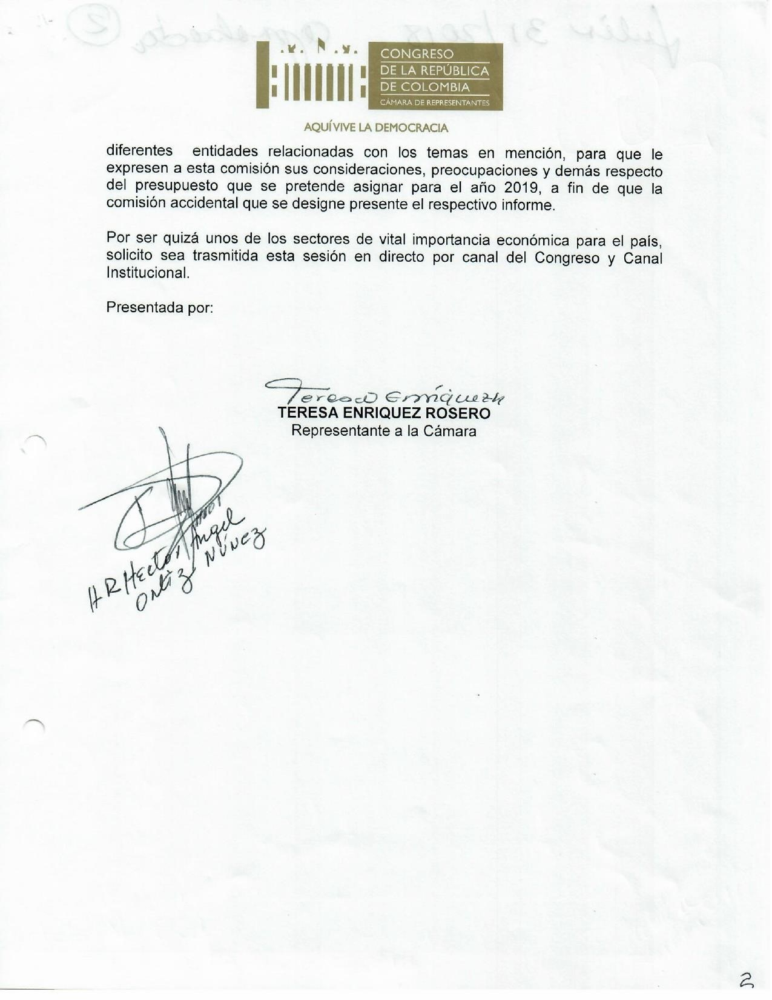 CONGRESO
DE LA REPÚBLICA
DE COLOMBIA
CÁMARA DE REPRESENTANTES
AQUÍ VIVE LA DEMOCRACIA
diferentes entidades relacionadas con los temas en mención, para que le
expresen a esta comisión sus consideraciones, preocupaciones y demás respecto
del presupuesto que se pretende asignar para el año 2019, a fin de que la
comisión accidental que se designe presente el respectivo informe.
Por ser quizá unos de los sectores de vital importancia económica para el país,
solicito sea trasmitida esta sesión en directo por canal del Congreso y Canal
Institucional.
Presentada por:
Teresa Enríquez R
TERESA ENRIQUEZ ROSERO
Representante a la Cámara
HR Hector Angel
Ortiz Núñez
2